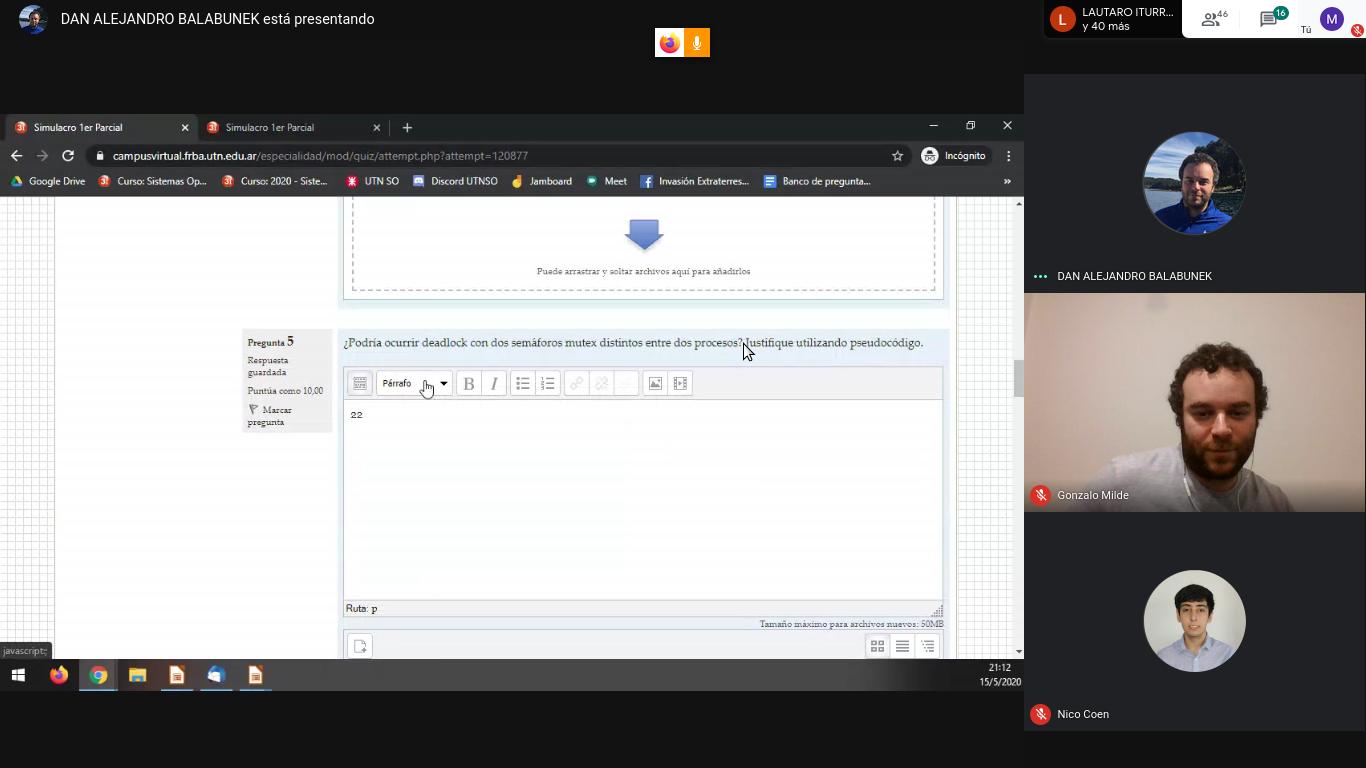 DAN ALEJANDRO BALABUNEK está presentando
LAUTARO ITURR...
y 40 más
46
16
Tú
M
L
Simulacro 1er Parcial
Simulacro 1er Parcial
campusvirtual.frba.utn.edu.ar/especialidad/mod/quiz/attempt.php?attempt=120877
Incógnito
Google Drive
Curso: Sistemas Op...
Curso: 2020 - Siste...
UTN SO
Discord UTNSO
Jamboard
Meet
Invasión Extraterres...
Banco de pregunta...
»
Puede arrastrar y soltar archivos aquí para añadirlos
Pregunta 5
Respuesta
guardada
Puntúa como 10,00
Marcar
pregunta
¿Podría ocurrir deadlock con dos semáforos mutex distintos entre dos procesos? Justifique utilizando pseudocódigo.
Párrafo
B I
22
Ruta: p
Tamaño máximo para archivos nuevos: 50MB
javascript:;
21:12
15/5/2020
DAN ALEJANDRO BALABUNEK
Gonzalo Milde
Nico Coen